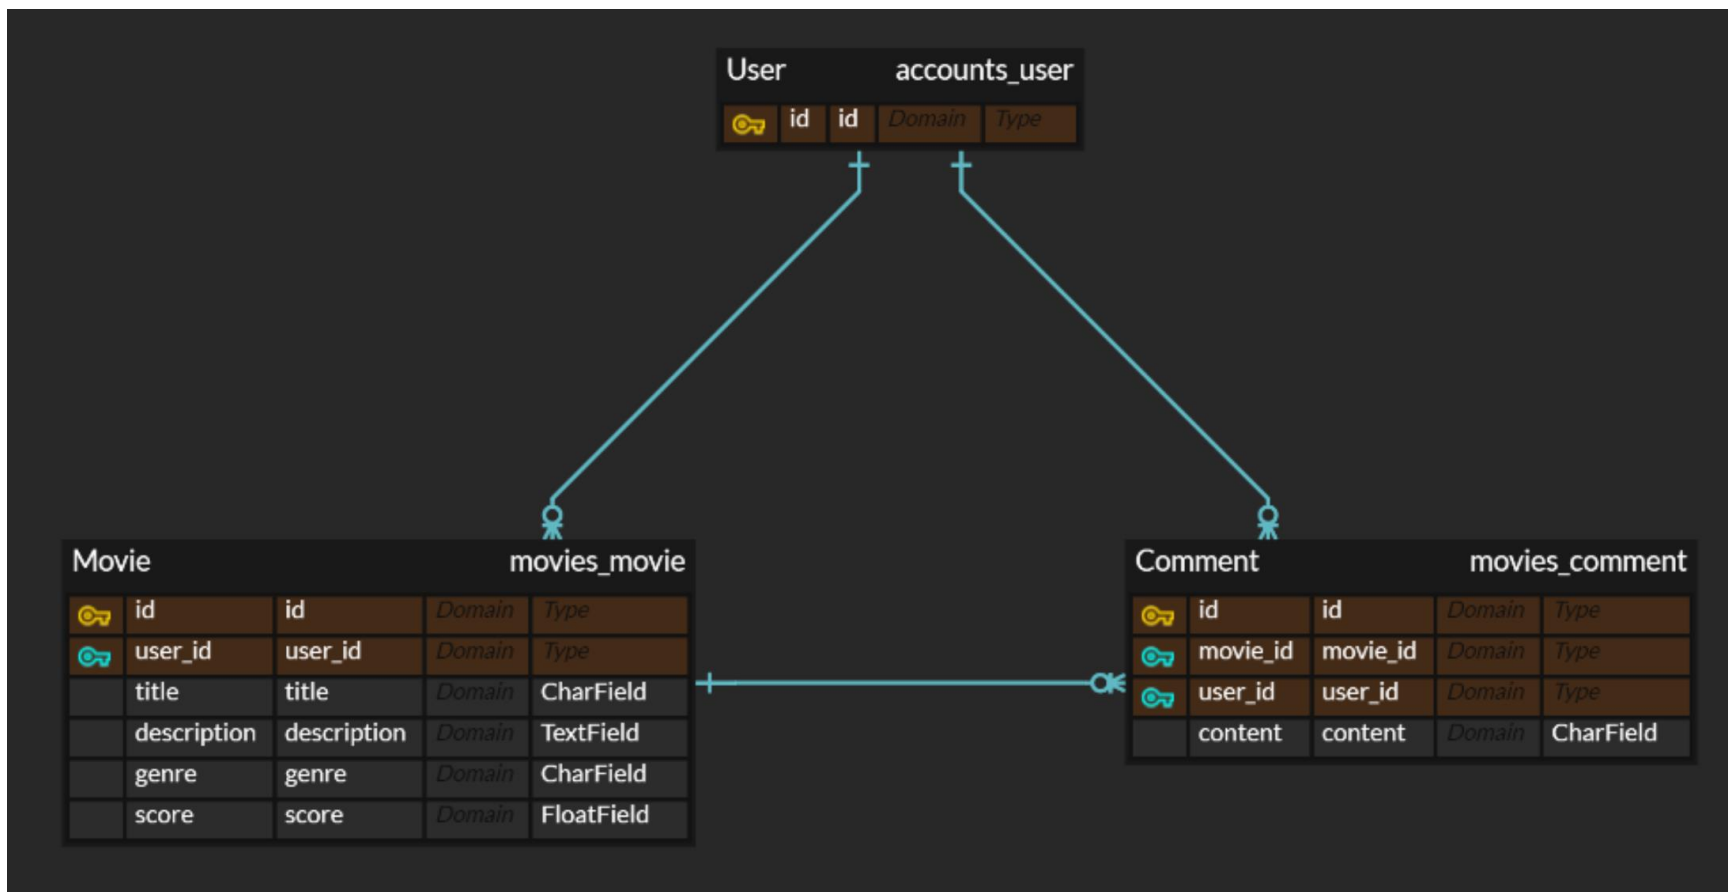 User accounts_user
id id Domain Type
Movie movies_movie
id id Domain Type
user_id user_id Domain Type
title title Domain CharField
description description Domain TextField
genre genre Domain CharField
score score Domain FloatField
Comment movies_comment
id id Domain Type
movie_id movie_id Domain Type
user_id user_id Domain Type
content content Domain CharField